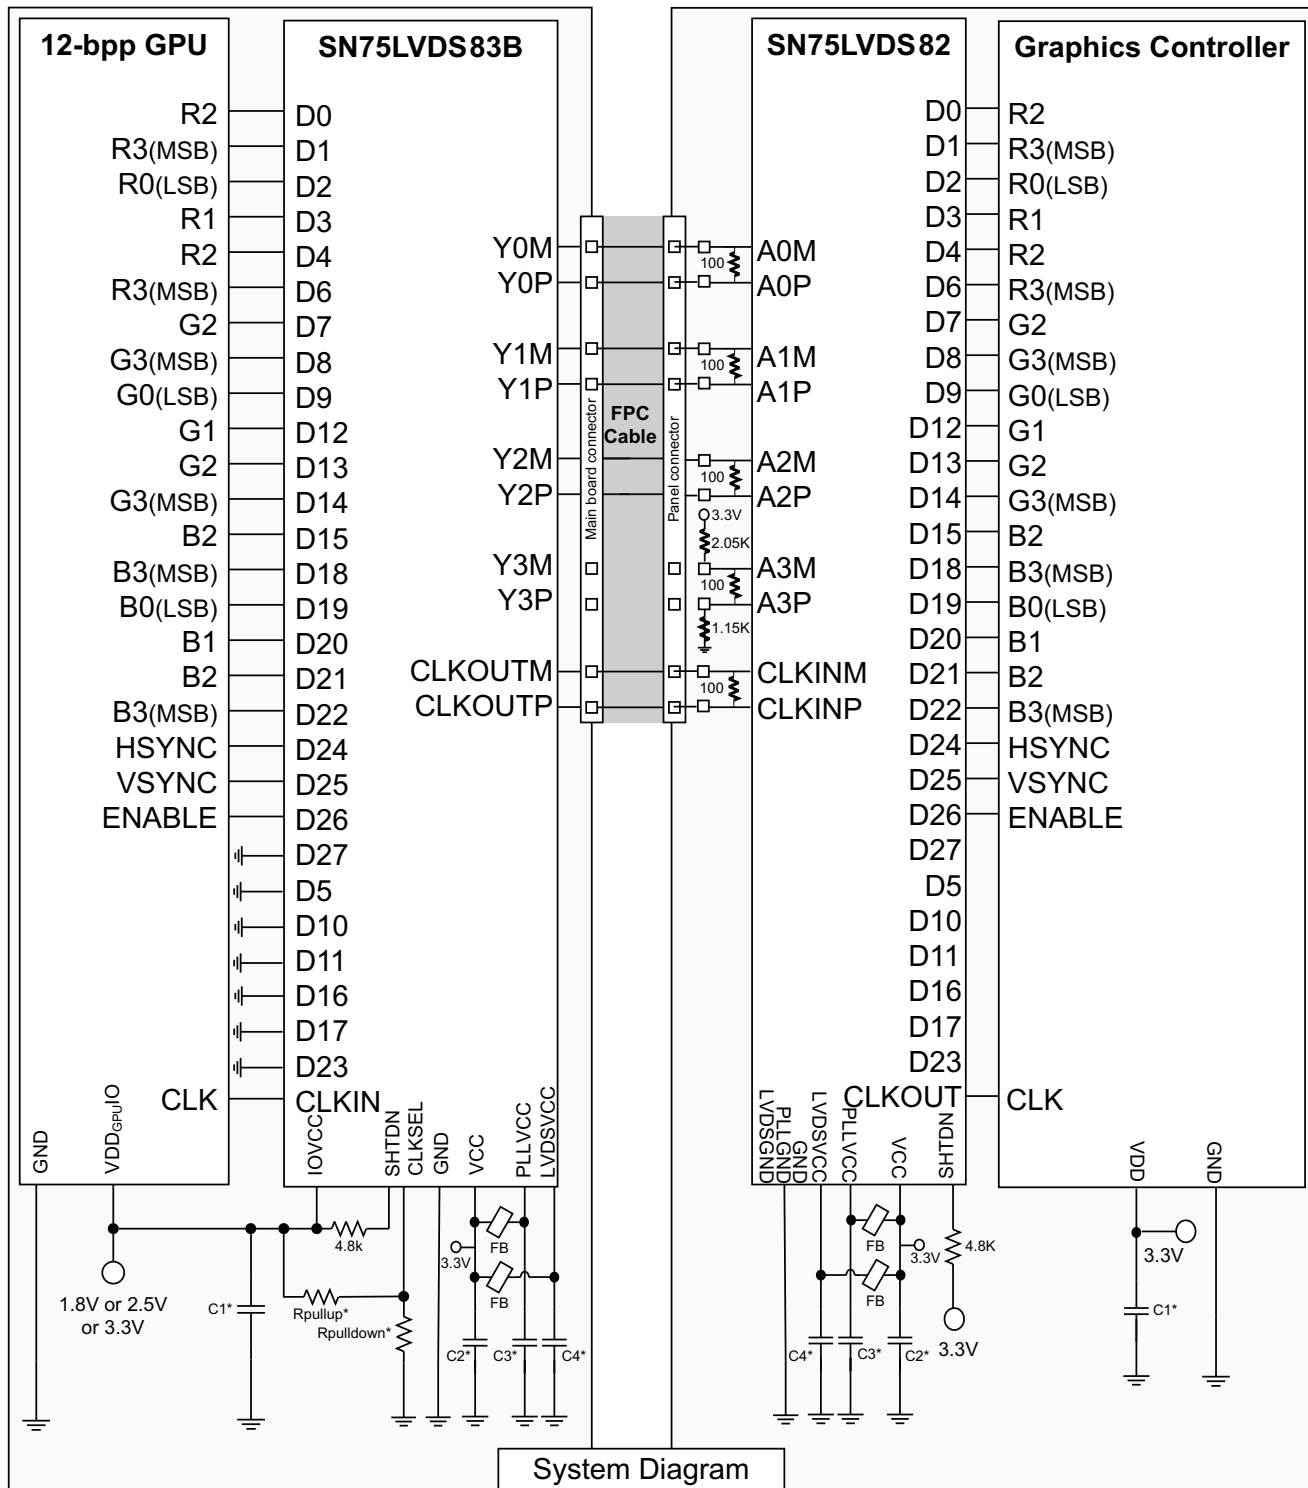 12-bpp GPU
SN75LVDS83B
SN75LVDS82
Graphics Controller
R2
R3(MSB)
R0(LSB)
R1
R2
R3(MSB)
G2
G3(MSB)
G0(LSB)
G1
G2
G3(MSB)
B2
B3(MSB)
B0(LSB)
B1
B2
B3(MSB)
HSYNC
VSYNC
ENABLE
CLK
GND
VDDGPUIO
D0
D1
D2
D3
D4
D6
D7
D8
D9
D12
D13
D14
D15
D18
D19
D20
D21
D22
D24
D25
D26
D27
D5
D10
D11
D16
D17
D23
CLKIN
IOVCC
SHTDN
CLKSEL
GND
VCC
PLLVCC
LVDSVCC
Y0M
Y0P
Y1M
Y1P
Y2M
Y2P
Y3M
Y3P
CLKOUTM
CLKOUTP
Main board connector
FPC
Cable
Panel connector
100
100
100
3.3V
2.05K
100
1.15K
100
A0M
A0P
A1M
A1P
A2M
A2P
A3M
A3P
CLKINM
CLKINP
D0
D1
D2
D3
D4
D6
D7
D8
D9
D12
D13
D14
D15
D18
D19
D20
D21
D22
D24
D25
D26
D27
D5
D10
D11
D16
D17
D23
CLKOUT
LVDSGND
PLLGND
GND
LVDSVCC
PLLVCC
VCC
SHTDN
R2
R3(MSB)
R0(LSB)
R1
R2
R3(MSB)
G2
G3(MSB)
G0(LSB)
G1
G2
G3(MSB)
B2
B3(MSB)
B0(LSB)
B1
B2
B3(MSB)
HSYNC
VSYNC
ENABLE
CLK
VDD
GND
1.8V or 2.5V
or 3.3V
C1*
4.8k
Rpullup*
Rpulldown*
3.3V
FB
FB
C2*
C3*
C4*
FB
3.3V
FB
4.8K
C4*
C3*
C2*
3.3V
3.3V
C1*
System Diagram